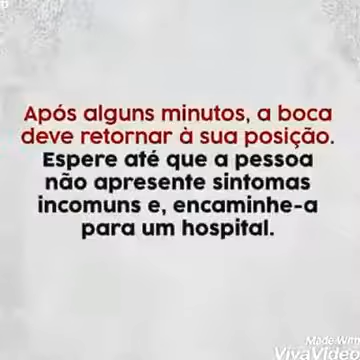 Após alguns minutos, a boca
deve retornar à sua posição.
Espere até que a pessoa
não apresente sintomas
incomuns e, encaminhe-a
para um hospital.
Made With
VivaVideo